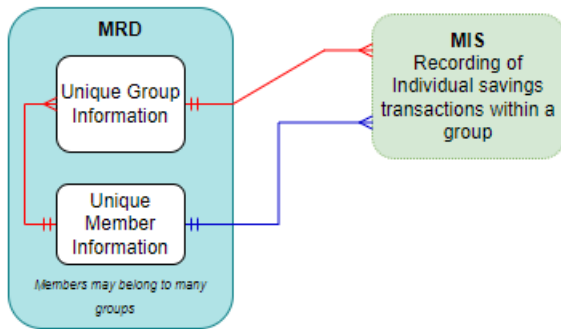 MRD
Unique Group
Information
Unique
Member
Information
Members may belong to many
groups
MIS
Recording of
Individual savings
transactions within a
group